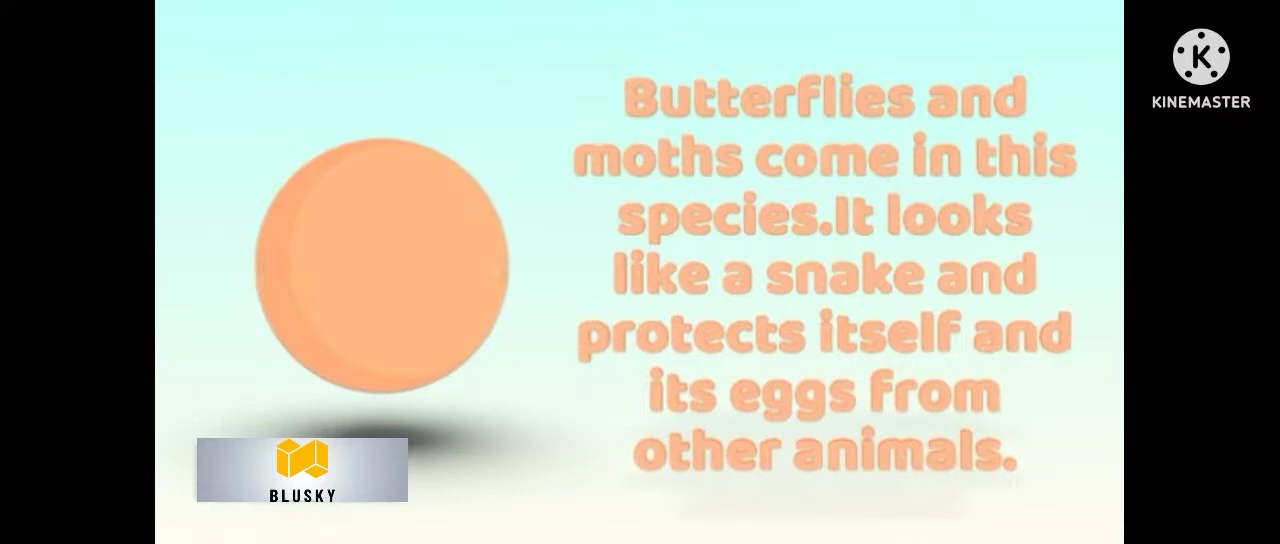 Butterflies and
moths come in this
species.It looks
like a snake and
protects itself and
its eggs from
other animals.
K
KINEMASTER
BLUSKY